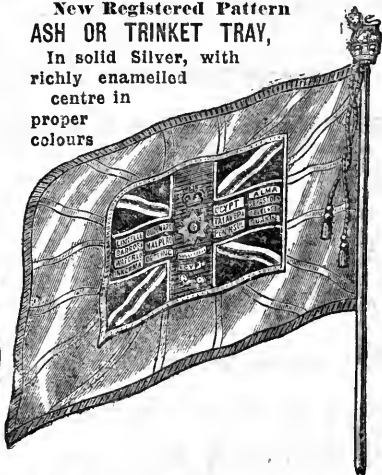 New Registered Pattern
ASH OR TRINKET TRAY,
In solid Silver, with
richly enamelled
centre in
proper
colours
EGYPT ALMA